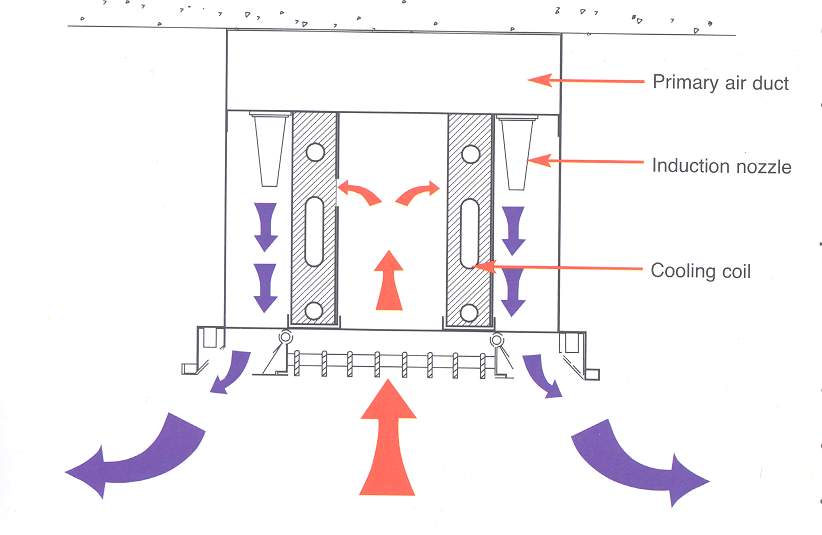 Primary air duct
Induction nozzle
Cooling coil